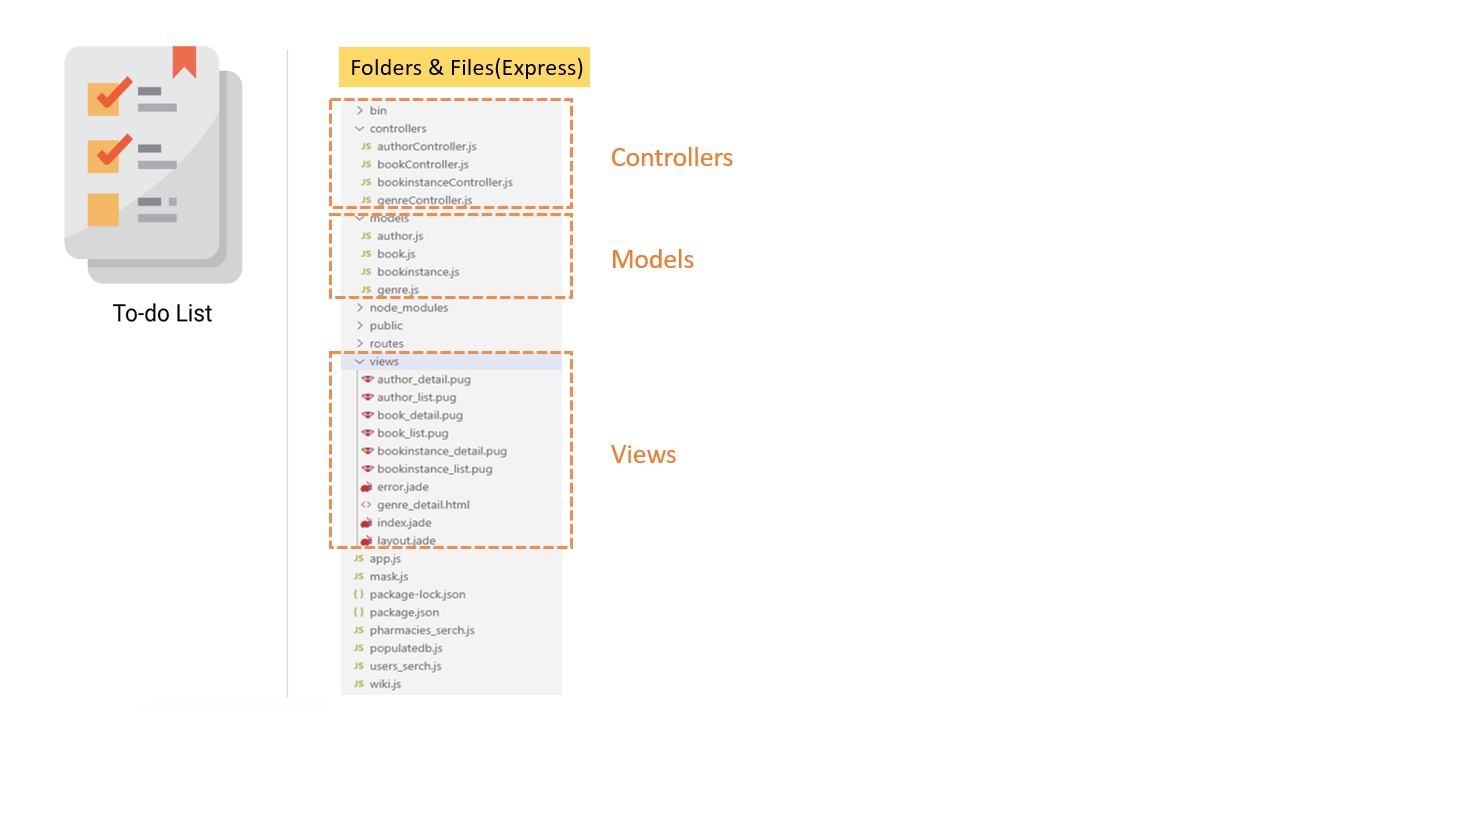 Folders & Files(Express)
bin
controllers
JS authorController.js
JS bookController.js
JS bookinstanceController.js
JS genreController.js
models
JS author.js
JS book.js
JS bookinstance.js
JS genre.js
node_modules
public
routes
views
author_detail.pug
author_list.pug
book_detail.pug
book_list.pug
bookinstance_detail.pug
bookinstance_list.pug
error.jade
<> genre_detail.html
index.jade
layout.jade
JS app.js
JS mask.js
{} package-lock.json
{} package.json
JS pharmacies_serch.js
JS populatedb.js
JS users_serch.js
JS wiki.js
Controllers
Models
Views
To-do List